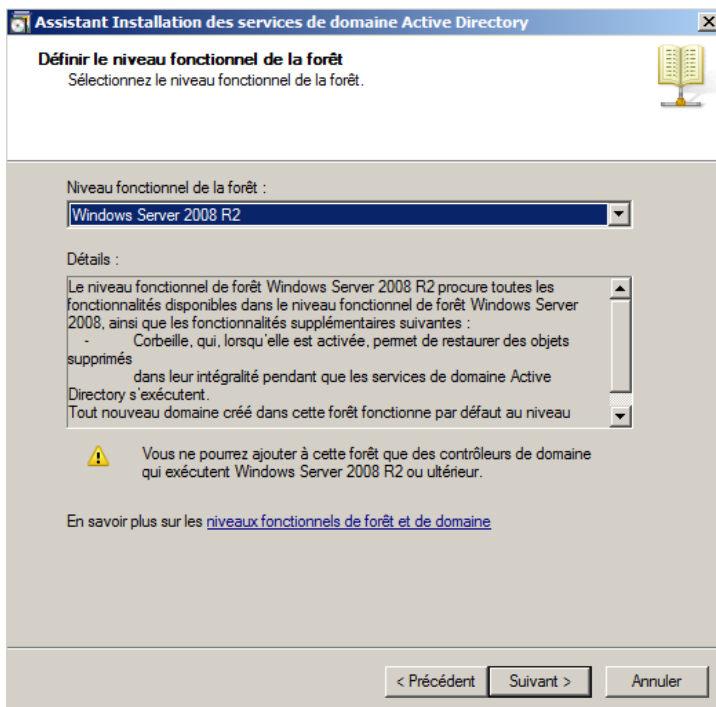 Assistant Installation des services de domaine Active Directory
Définir le niveau fonctionnel de la forêt
Sélectionnez le niveau fonctionnel de la forêt.
Niveau fonctionnel de la forêt :
Windows Server 2008 R2
Détails :
Le niveau fonctionnel de forêt Windows Server 2008 R2 procure toutes les
fonctionnalités disponibles dans le niveau fonctionnel de forêt Windows Server
2008, ainsi que les fonctionnalités supplémentaires suivantes :
- Corbeille, qui, lorsqu'elle est activée, permet de restaurer des objets
supprimés
dans leur intégralité pendant que les services de domaine Active
Directory s'exécutent.
Tout nouveau domaine créé dans cette forêt fonctionne par défaut au niveau
Vous ne pourrez ajouter à cette forêt que des contrôleurs de domaine
qui exécutent Windows Server 2008 R2 ou ultérieur.
En savoir plus sur les niveaux fonctionnels de forêt et de domaine
< Précédent Suivant > Annuler